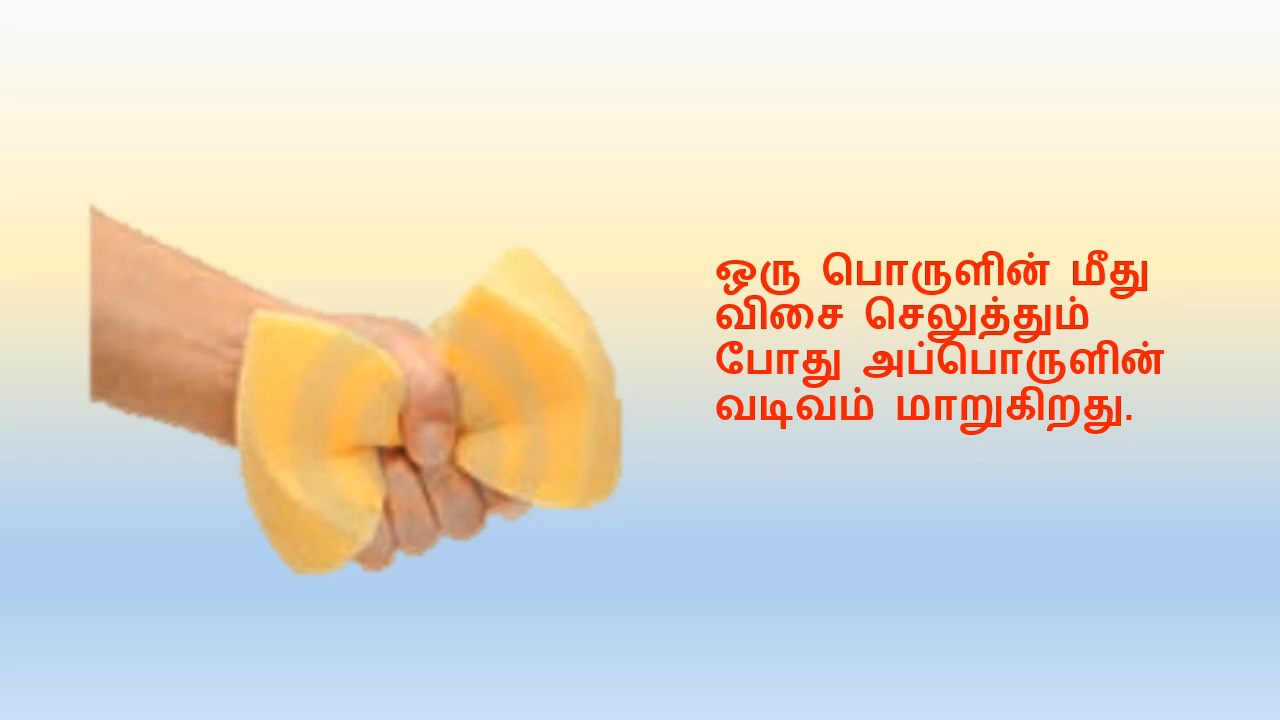 ஒரு பொருளின் மீது
விசை செலுத்தும்
போது அப்பொருளின்
வடிவம் மாறுகிறது.